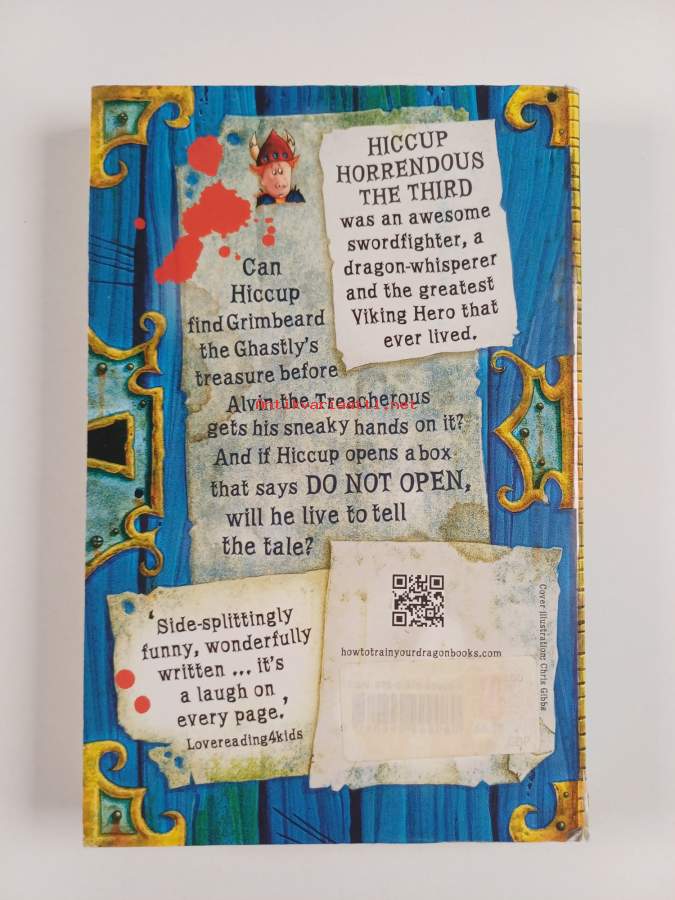 HICCUP
HORRENDOUS
THE THIRD
was an awesome
swordfighter, a
dragon-whisperer
and the greatest
Viking Hero that
ever lived.
Can
Hiccup
find Grimbeard
the Ghastly's
treasure before
Alvin the Treacherous
gets his sneaky hands on it?
And if Hiccup opens a box
that says DO NOT OPEN,
will he live to tell
the tale?
Antikvariaatti.net
'Side-splittingly
funny, wonderfully
written ... it's
a laugh on
every page.'
Lovereading4kids
howtotrainyourdragonbooks.com
Cover illustration: Chris Gibbs